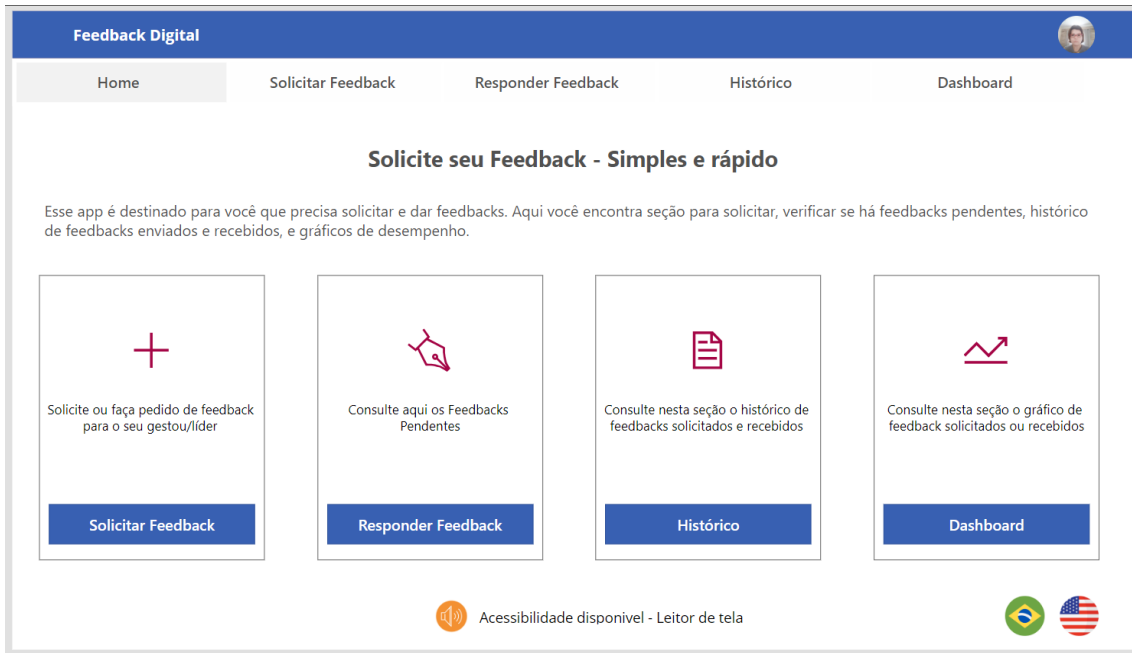 Feedback Digital
Home
Solicitar Feedback
Responder Feedback
Histórico
Dashboard
Solicite seu Feedback - Simples e rápido
Esse app é destinado para você que precisa solicitar e dar feedbacks. Aqui você encontra seção para solicitar, verificar se há feedbacks pendentes, histórico
de feedbacks enviados e recebidos, e gráficos de desempenho.
Solicite ou faça pedido de feedback
para o seu gestou/líder
Solicitar Feedback
Consulte aqui os Feedbacks
Pendentes
Responder Feedback
Consulte nesta seção o histórico de
feedbacks solicitados e recebidos
Histórico
Consulte nesta seção o gráfico de
feedback solicitados ou recebidos
Dashboard
Acessibilidade disponivel - Leitor de tela